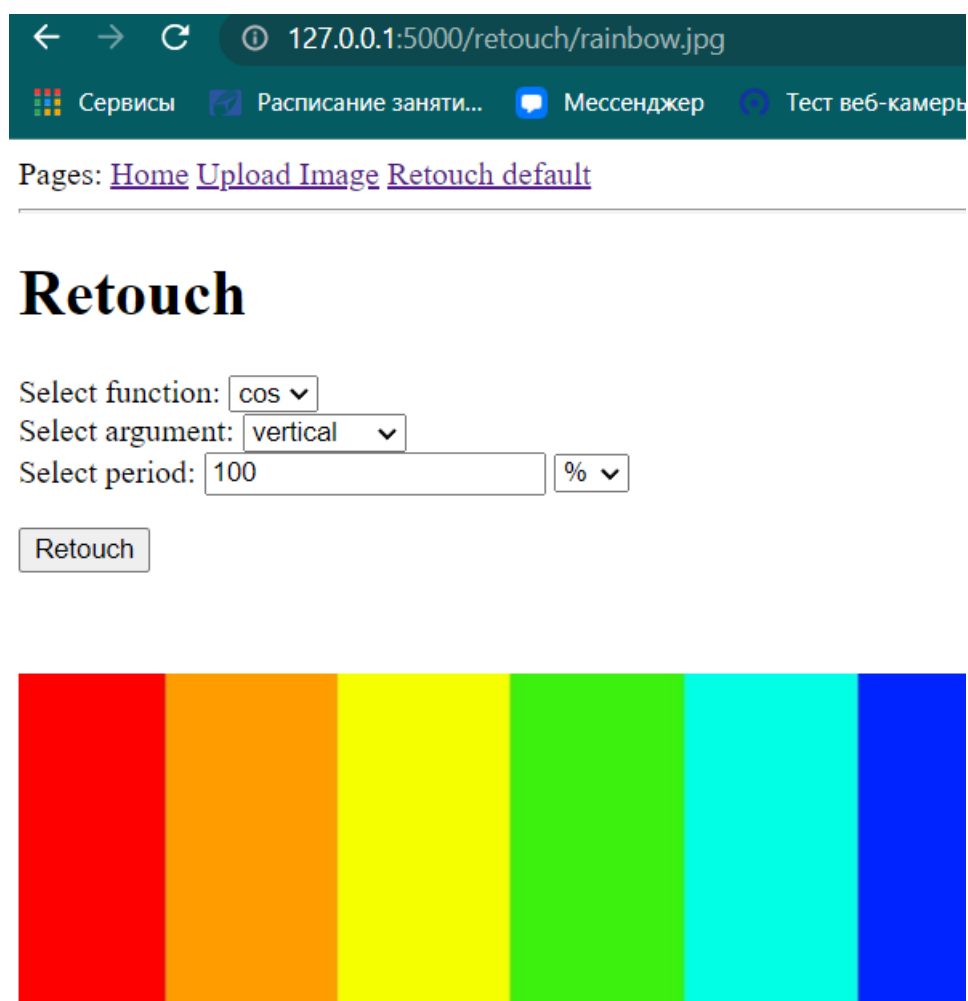 127.0.0.1:5000/retouch/rainbow.jpg
Сервисы Расписание заняти... Мессенджер Тест веб-камеры
Pages: Home Upload Image Retouch default
Retouch
Select function: cos
Select argument: vertical
Select period: 100 %
Retouch